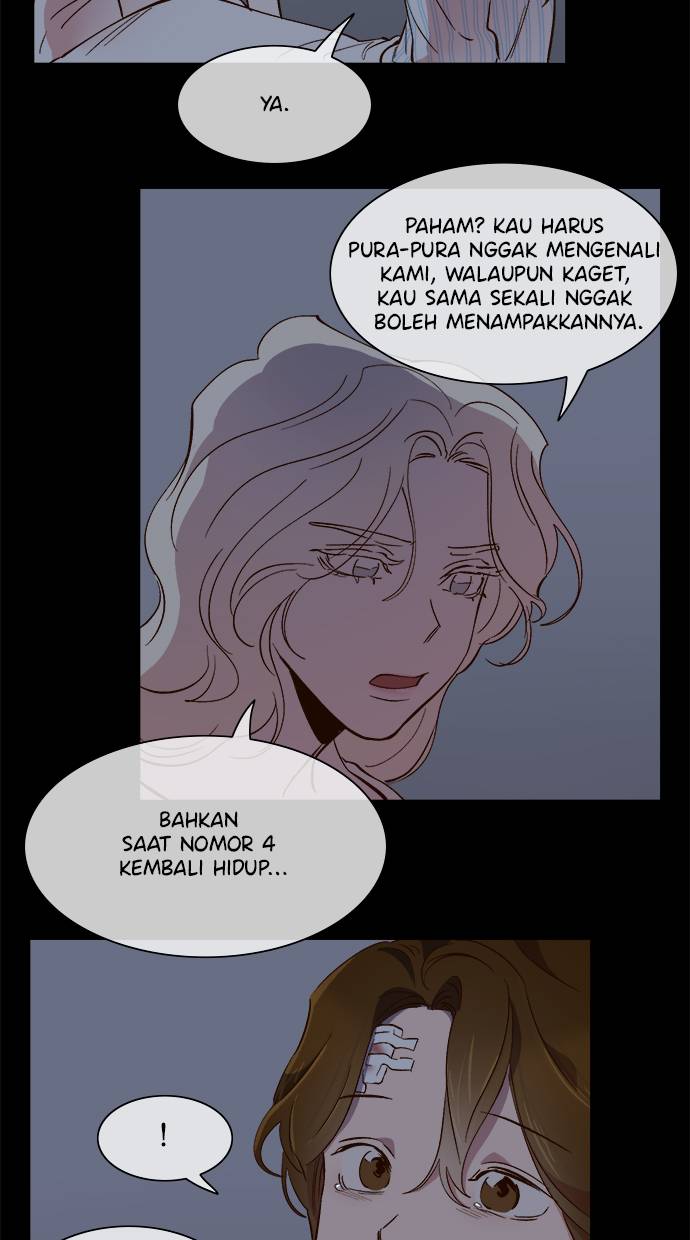 YA.
PAHAM? KAU HARUS
PURA-PURA NGGAK MENGENALI
KAMI, WALAUPUN KAGET,
KAU SAMA SEKALI NGGAK
BOLEH MENAMPAKKANNYA.
BAHKAN
SAAT NOMOR 4
KEMBALI HIDUP...
!